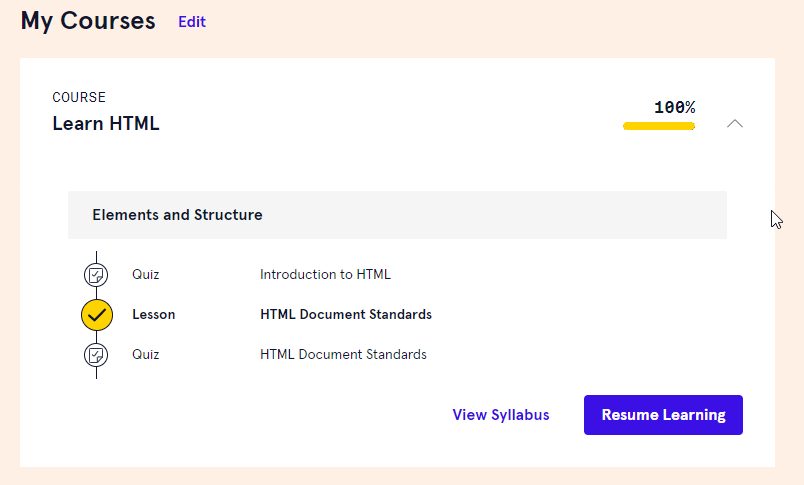 My Courses Edit
COURSE
Learn HTML
100%
Elements and Structure
Quiz Introduction to HTML
Lesson HTML Document Standards
Quiz HTML Document Standards
View Syllabus Resume Learning